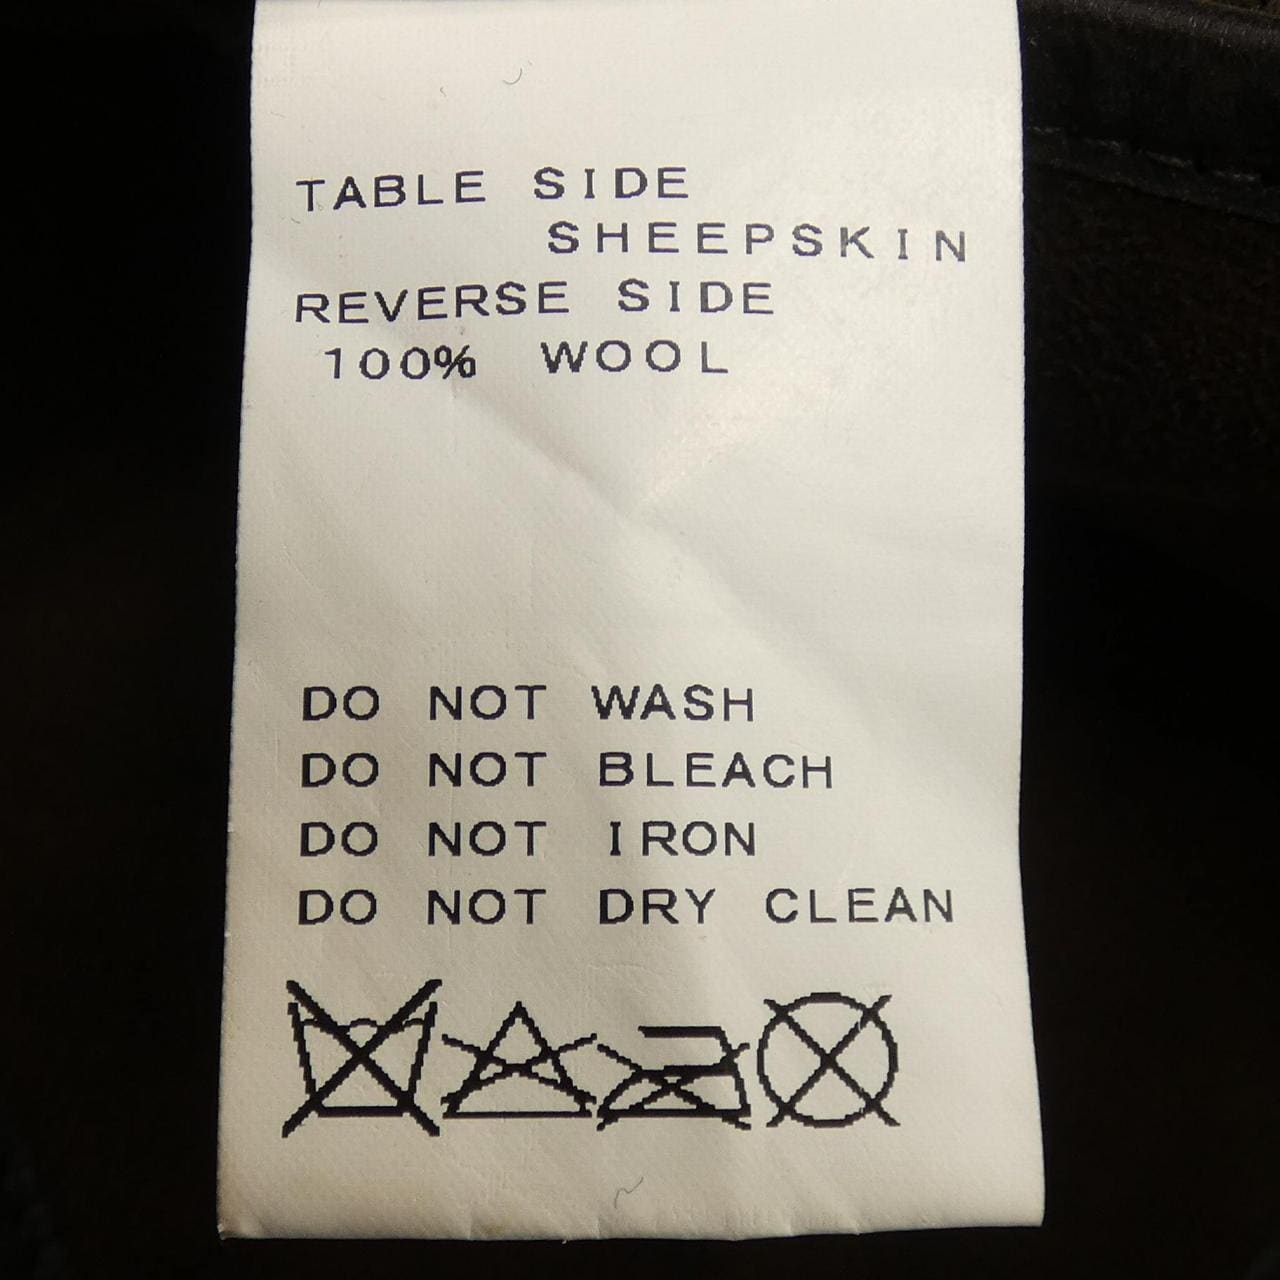 TABLE SIDE
SHEEPSKIN
REVERSE SIDE
100% WOOL
DO NOT WASH
DO NOT BLEACH
DO NOT IRON
DO NOT DRY CLEAN